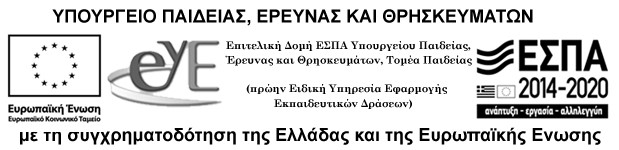 ΥΠΟΥΡΓΕΙΟ ΠΑΙΔΕΙΑΣ, ΕΡΕΥΝΑΣ ΚΑΙ ΘΡΗΣΚΕΥΜΑΤΩΝ
Ευρωπαϊκή Ένωση
Ευρωπαϊκό Κοινωνικό Ταμείο
eye
Επιτελική Δομή ΕΣΠΑ Υπουργείου Παιδείας,
Έρευνας και Θρησκευμάτων, Τομέα Παιδείας
(πρώην Ειδική Υπηρεσία Εφαρμογής
Εκπαιδευτικών Δράσεων)
ΕΣΠΑ
2014-2020
ανάπτυξη - εργασία - αλληλεγγύη
με τη συγχρηματοδότηση της Ελλάδας και της Ευρωπαϊκής Ενωσης